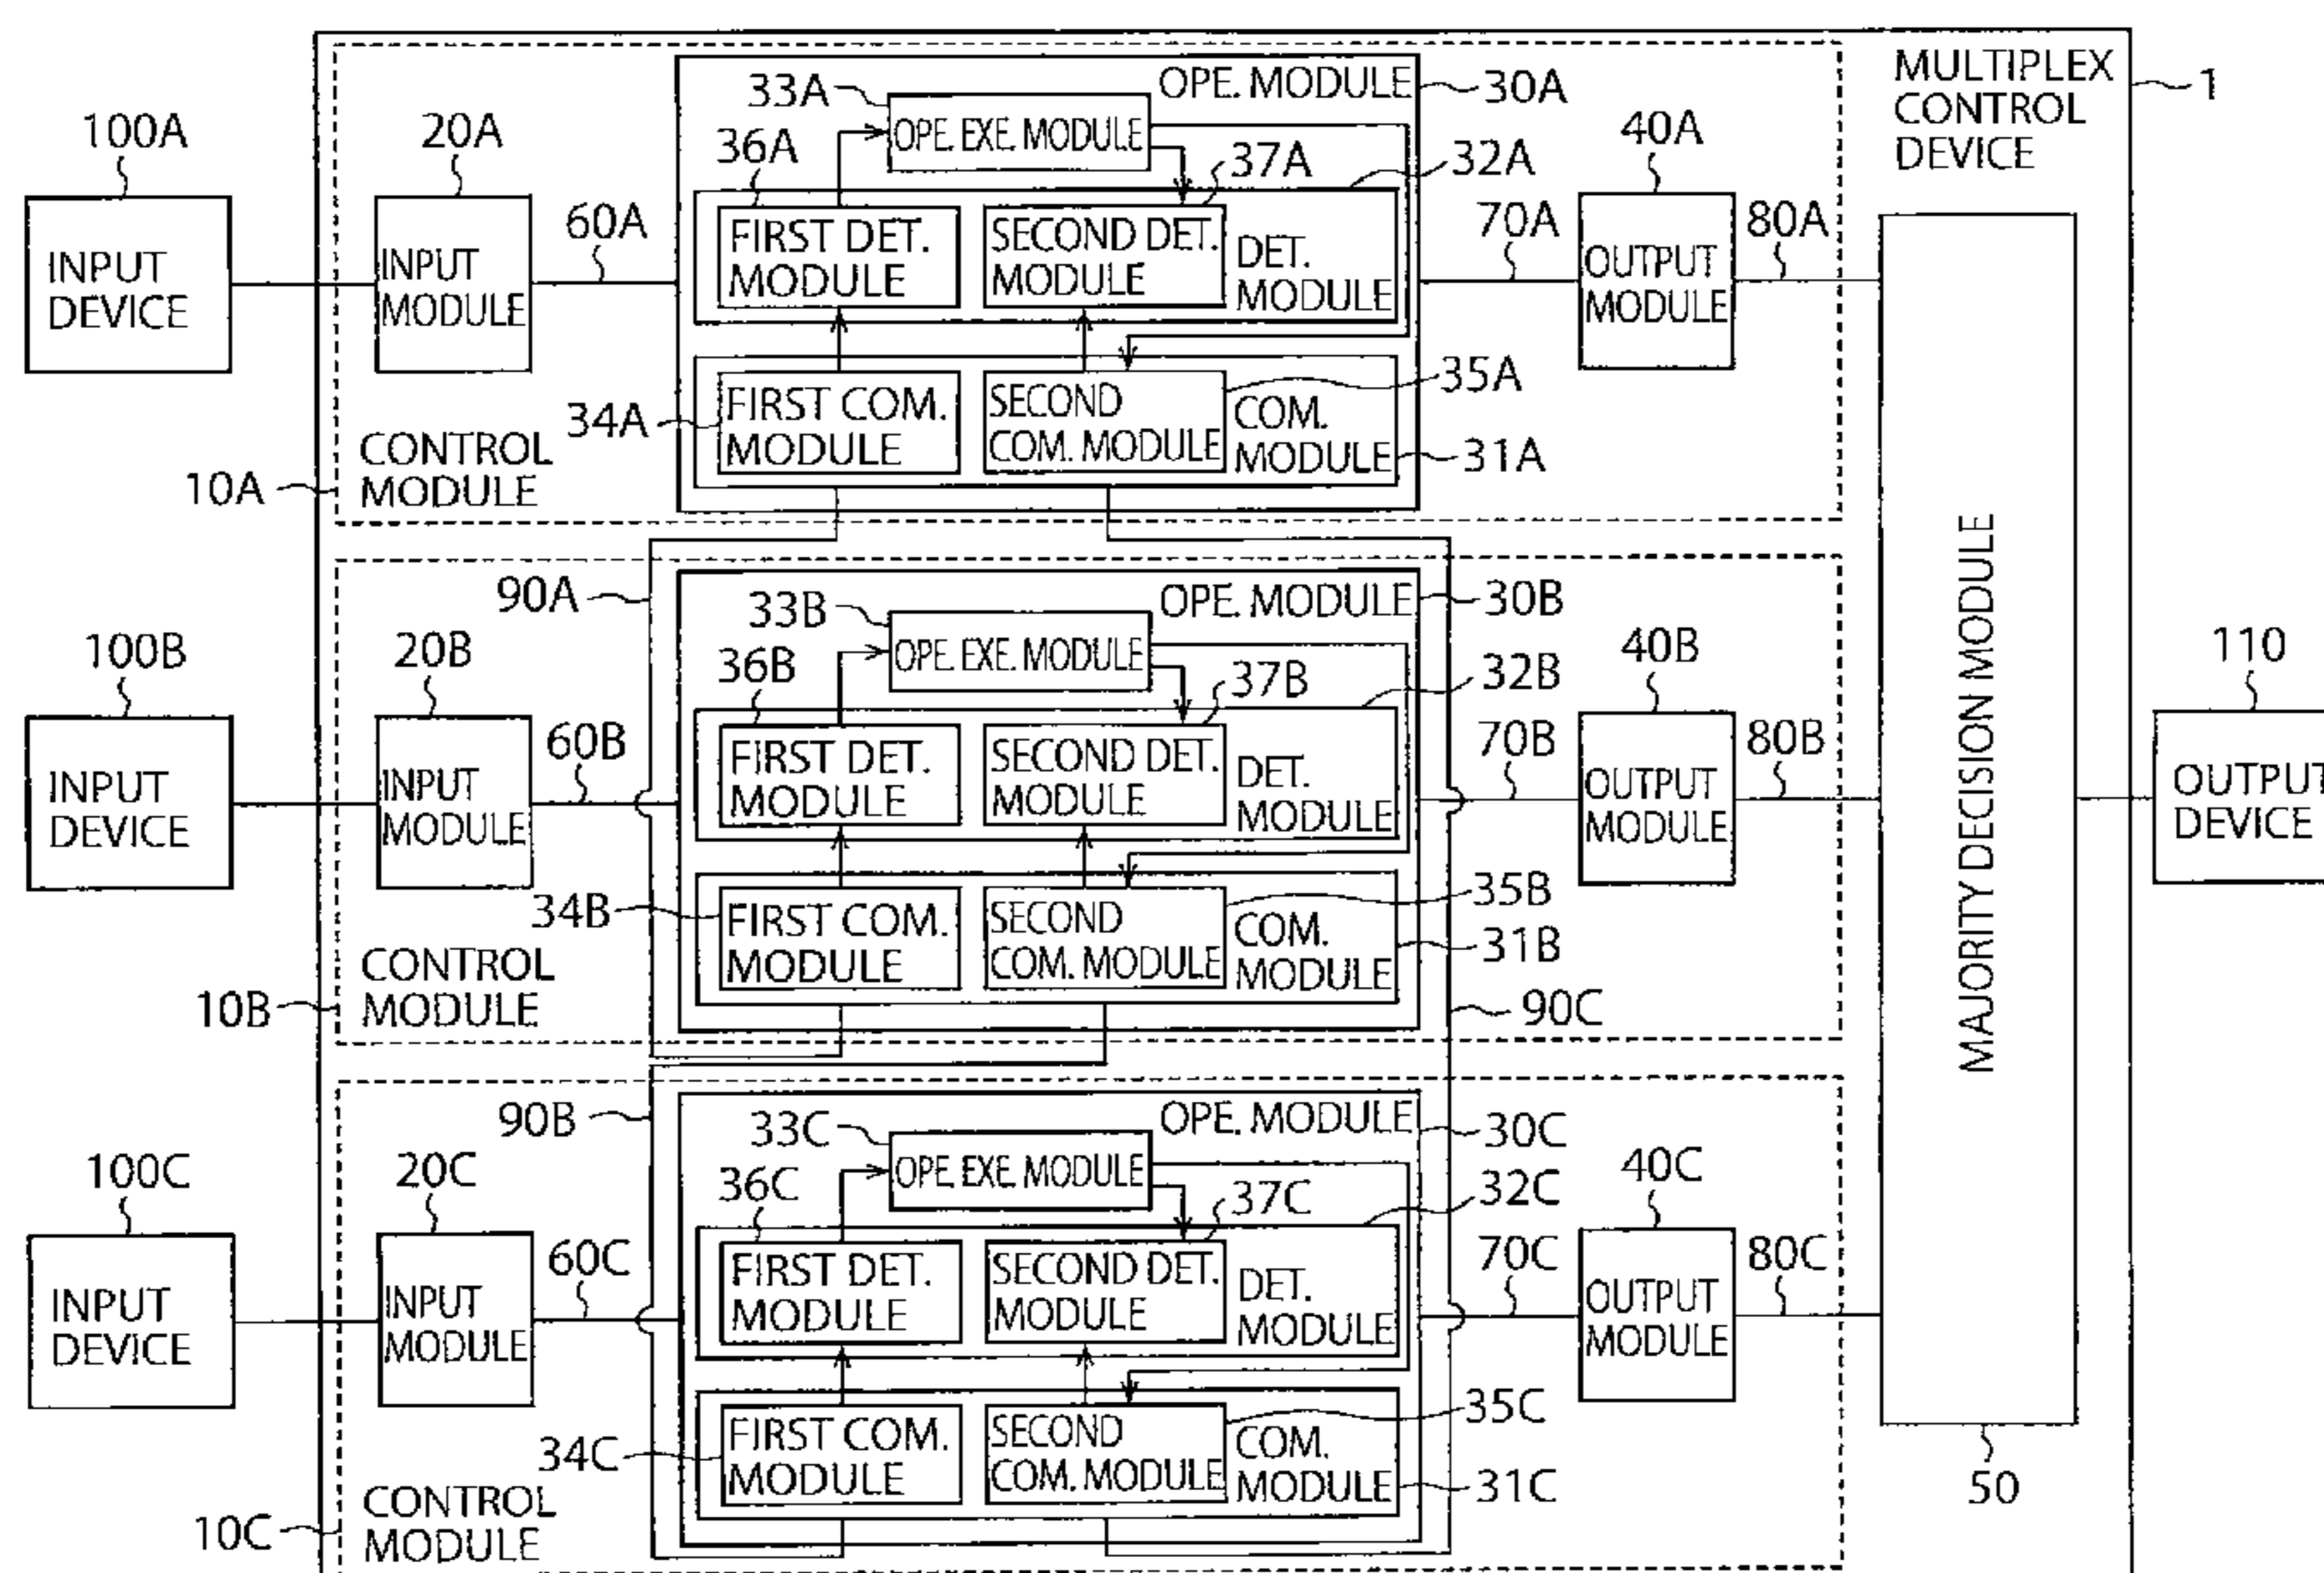 MULTIPLEX
CONTROL
DEVICE
1
100A
INPUT
DEVICE
20A
INPUT
MODULE
60A
33A
OPE. MODULE
30A
OPE. EXE. MODULE
36A
37A
32A
FIRST DET.
MODULE
SECOND DET.
MODULE
DET.
MODULE
70A
40A
OUTPUT
MODULE
80A
34A
FIRST COM.
MODULE
SECOND
COM. MODULE
35A
COM.
MODULE
31A
CONTROL
MODULE
10A
90A
100B
INPUT
DEVICE
20B
INPUT
MODULE
60B
33B
OPE. MODULE
30B
OPE. EXE. MODULE
36B
37B
32B
FIRST DET.
MODULE
SECOND DET.
MODULE
DET.
MODULE
70B
40B
OUTPUT
MODULE
80B
34B
FIRST COM.
MODULE
SECOND
COM. MODULE
35B
COM.
MODULE
31B
CONTROL
MODULE
10B
90C
MAJORITY DECISION MODULE
110
OUTPUT
DEVICE
90B
100C
INPUT
DEVICE
20C
INPUT
MODULE
60C
33C
OPE. MODULE
30C
OPE. EXE. MODULE
36C
37C
32C
FIRST DET.
MODULE
SECOND DET.
MODULE
DET.
MODULE
70C
40C
OUTPUT
MODULE
80C
34C
FIRST COM.
MODULE
SECOND
COM. MODULE
35C
COM.
MODULE
31C
50
CONTROL
MODULE
10C